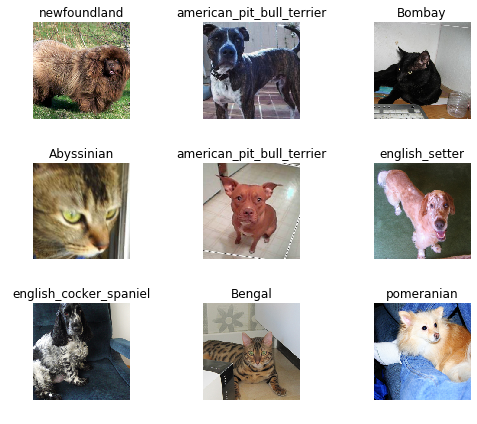 newfoundland
american_pit_bull_terrier
Bombay
Abyssinian
american_pit_bull_terrier
english_setter
english_cocker_spaniel
Bengal
pomeranian